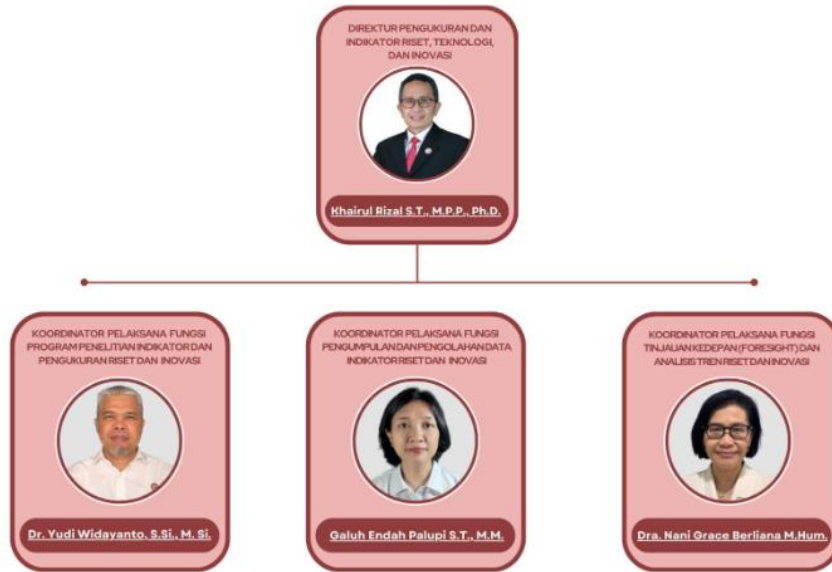 DIREKTUR PENGUKURAN DAN
INDIKATOR RISET, TEKNOLOGI,
DAN INOVASI
Khairul Rizal S.T., M.P.P., Ph.D.
KOORDINATOR PELAKSANA FUNGSI
PROGRAM PENELITIAN INDIKATOR DAN
PENGUKURAN RISET DAN INOVASI
Dr. Yudi Widayanto, S.Si., M. Si.
KOORDINATOR PELAKSANA FUNGSI
PENGUMPULAN DAN PENGOLAHAN DATA
INDIKATOR RISET DAN INOVASI
Galuh Endah Palupi S.T., M.M.
KOORDINATOR PELAKSANA FUNGSI
TINJAUAN KEDEPAN (FORESIGHT) DAN
ANALISIS TREN RISET DAN INOVASI
Dra. Nani Grace Berliana M.Hum.